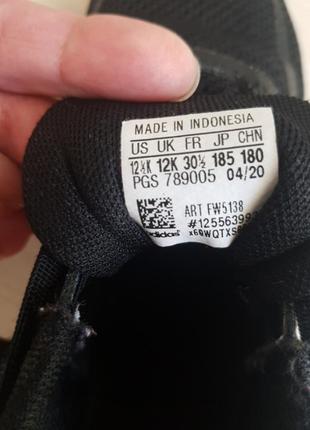 MADE IN INDONESIA
US UK FR JP CHN
12½K 12K 30½ 185 180
PGS 789005 04/20
ART FW5138
adidas